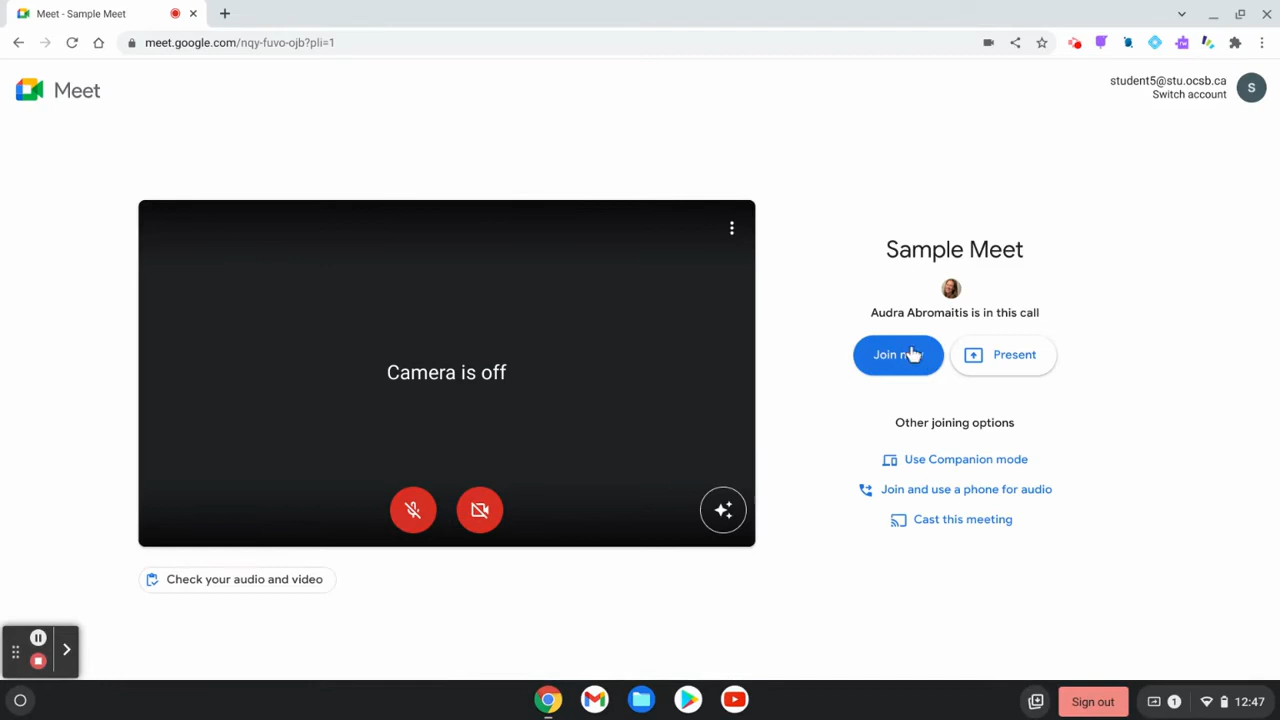 Meet - Sample Meet
meet.google.com/nqy-fuvo-ojb?pli=1
Meet
student5@stu.ocsb.ca
Switch account
S
Camera is off
Sample Meet
Audra Abromaitis is in this call
Join
Present
Other joining options
Use Companion mode
Join and use a phone for audio
Cast this meeting
Check your audio and video
Sign out
1
12:47